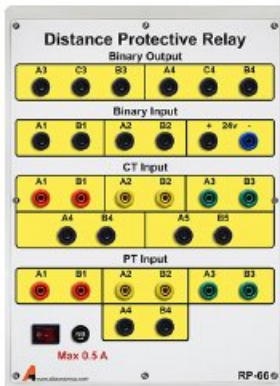 Distance Protective Relay
Binary Output
A3 C3 B3 A4 C4 B4
Binary Input
A1 B1 A2 B2 + 24v -
CT Input
A1 B1 A2 B2 A3 B3
A4 B4 A5 B5
PT Input
A1 B1 A2 B2 A3 B3
A4 B4
Max 0.5 A
RP-66